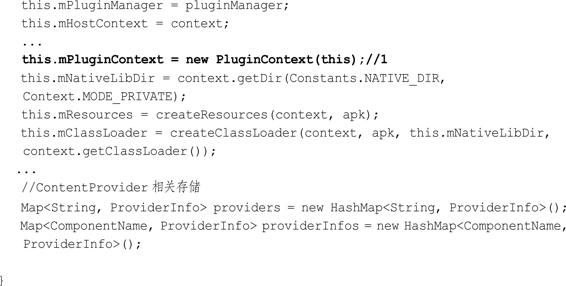 this.mPluginManager = pluginManager;
this.mHostContext = context;
...
this.mPluginContext = new PluginContext(this);//1
this.mNativeLibDir = context.getDir(Constants.NATIVE_DIR,
Context.MODE_PRIVATE);
this.mResources = createResources(context, apk);
this.mClassLoader = createClassLoader(context, apk, this.mNativeLibDir,
context.getClassLoader());
...
//ContentProvider 相关存储
Map<String, ProviderInfo> providers = new HashMap<String, ProviderInfo>();
Map<ComponentName, ProviderInfo> providerInfos = new HashMap<ComponentName,
ProviderInfo>();
}